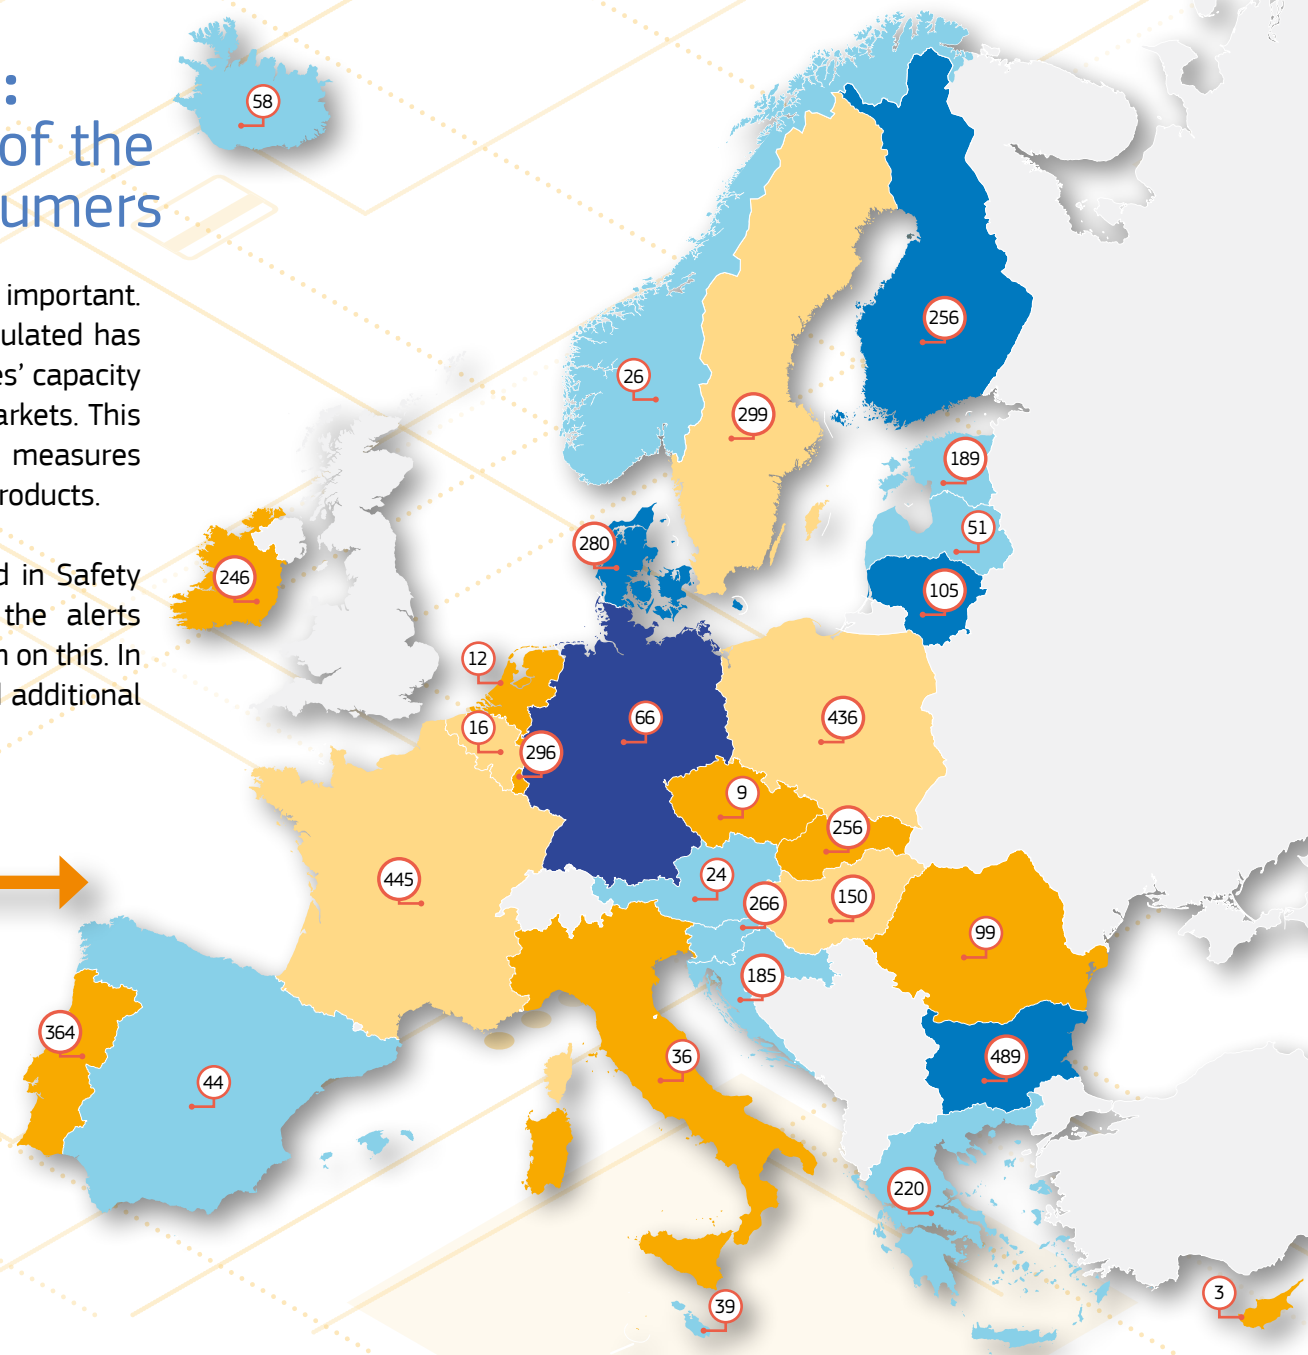 :
of the
umers
important.
ulated has
es’ capacity
arkets. This
measures
roducts.
d in Safety
the alerts
n on this. In
additional
58
26
299
256
189
51
105
280
246
12
16
296
66
436
9
256
24
266
150
445
99
185
364
44
36
489
220
39
3